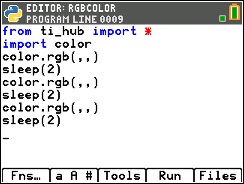 EDITOR: RGBCOLOR
PROGRAM LINE 0009
from ti_hub import *
import color
color.rgb(,,)
sleep(2)
color.rgb(,,)
sleep(2)
color.rgb(,,)
sleep(2)
_
Fns… a A # Tools Run Files